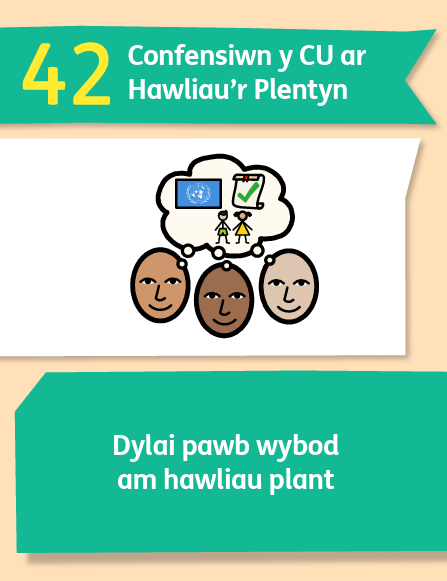 42
Confensiwn y CU ar
Hawliau’r Plentyn
Dylai pawb wybod
am hawliau plant